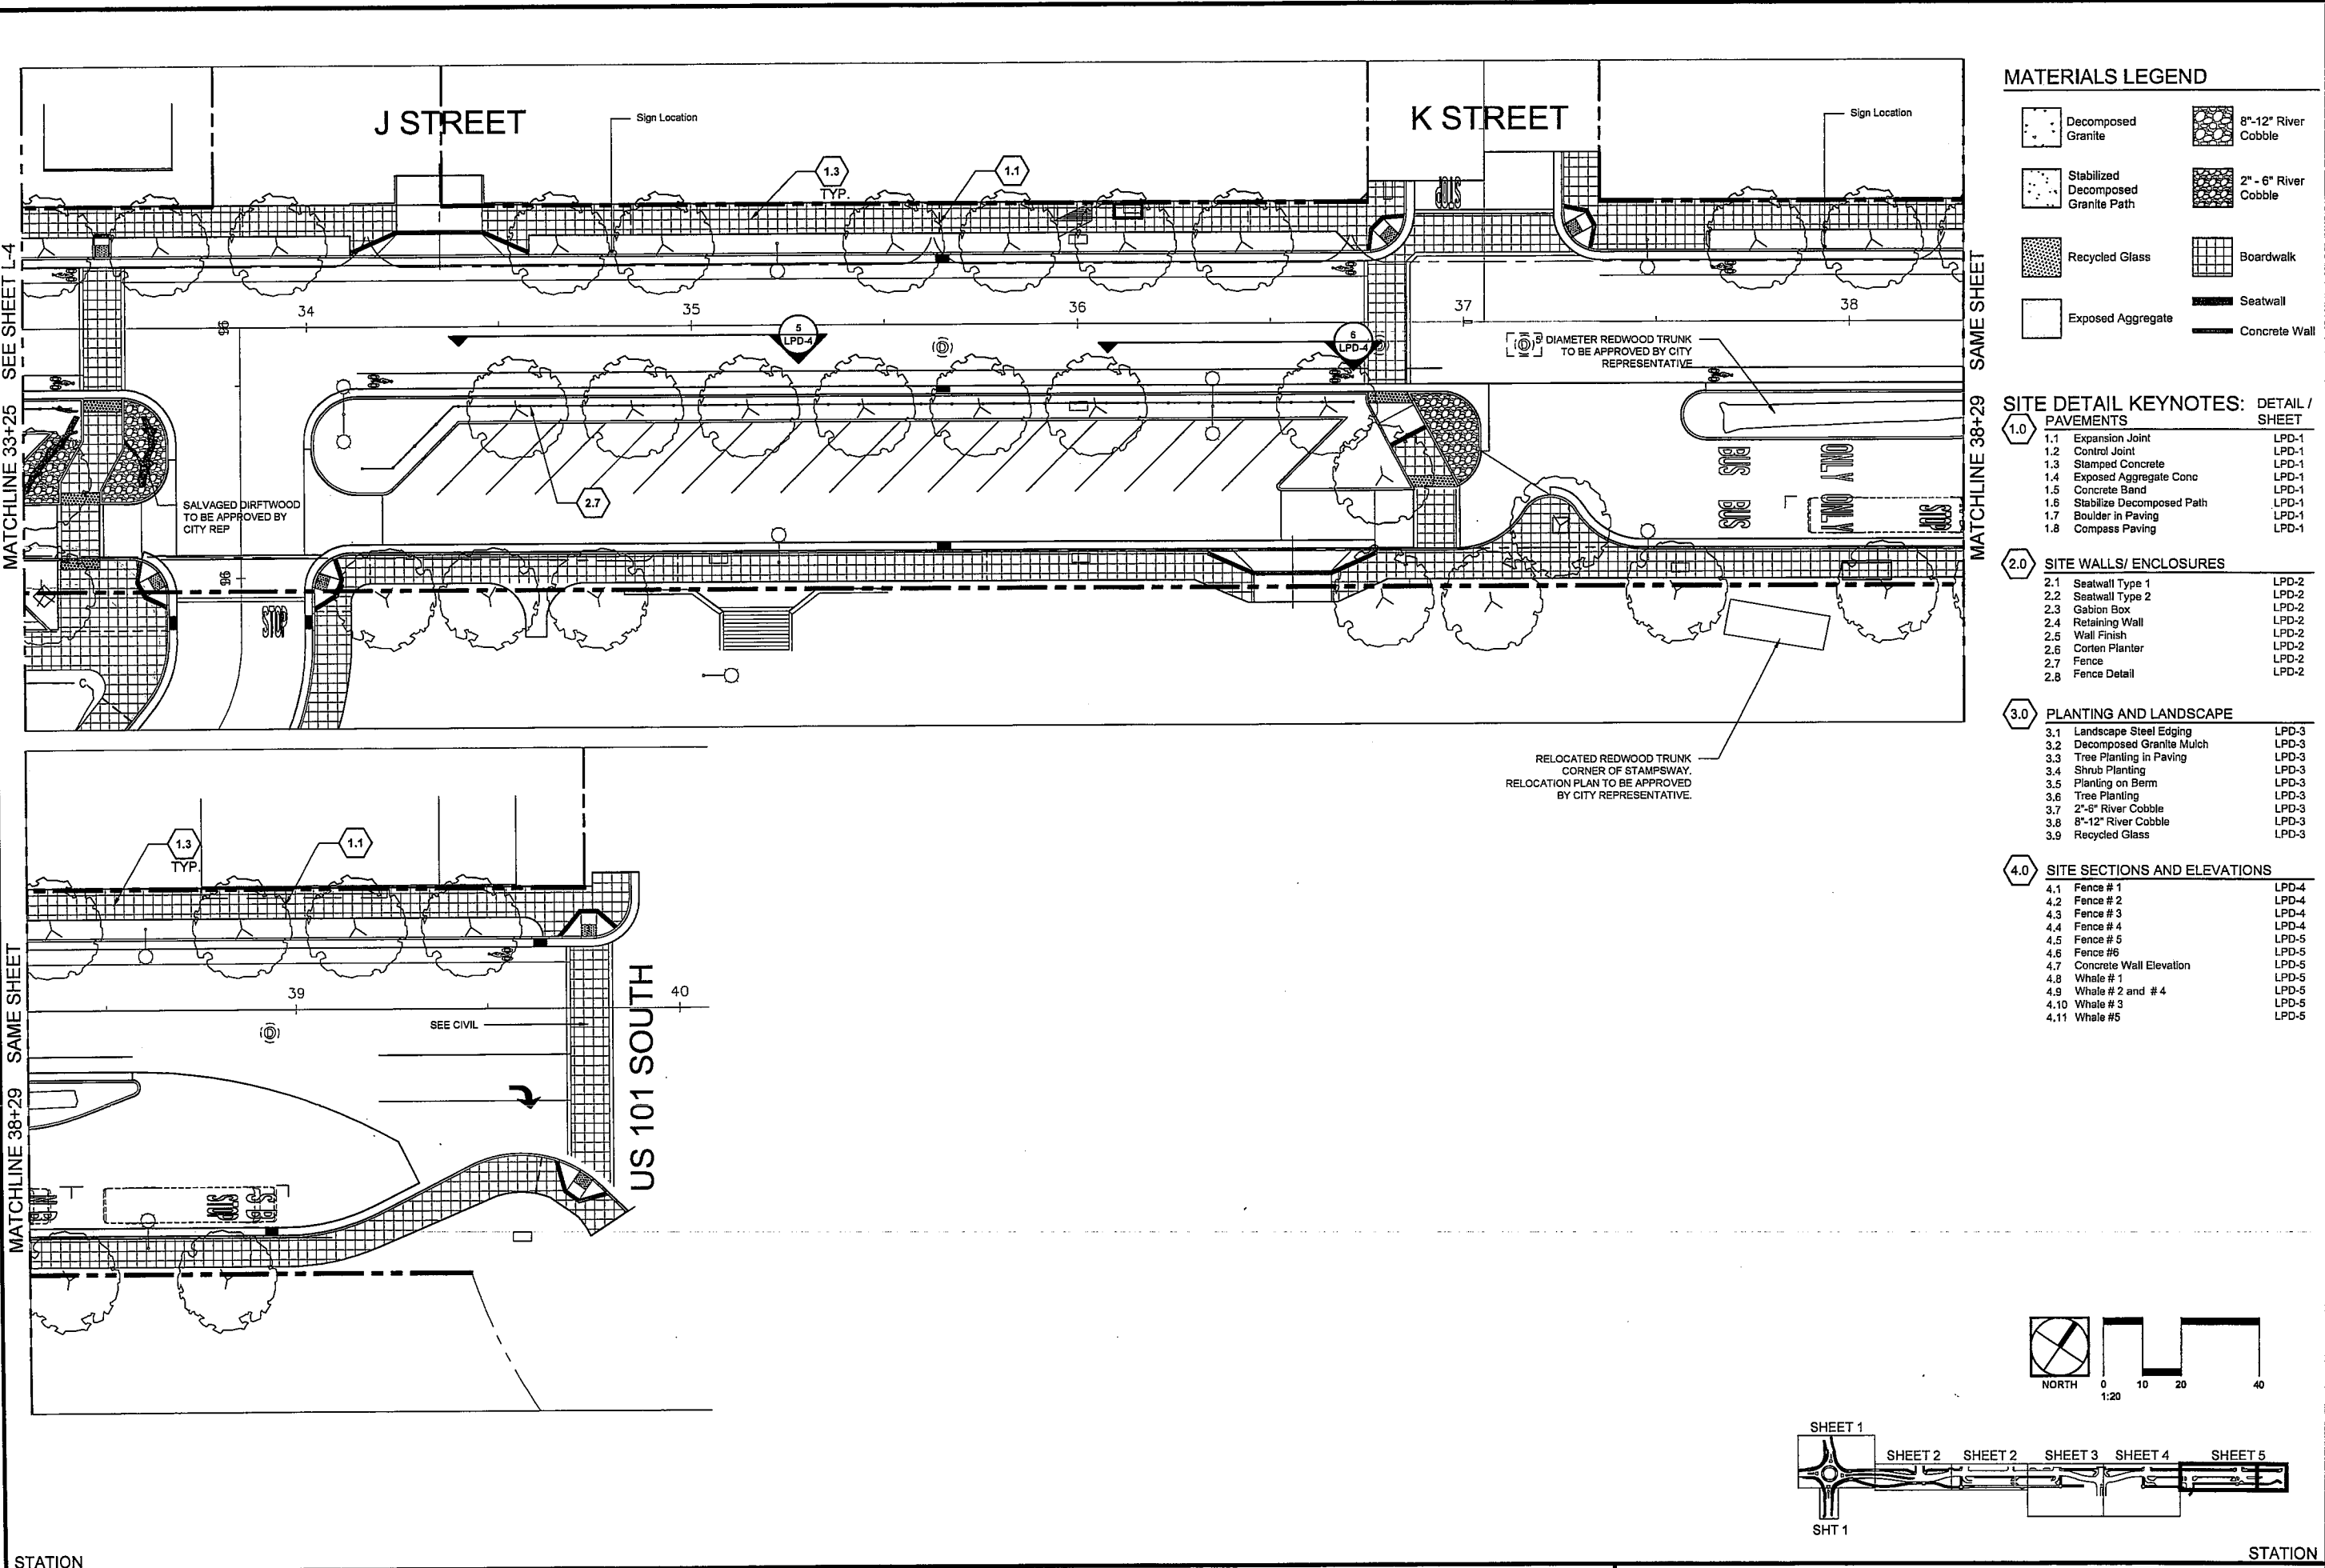 J STREET
Sign Location
K STREET
Sign Location
1.3
TYP.
1.1
STOP
MATCHLINE 33+25 SEE SHEET L-4
34
35
36
37
38
96
5
LPD-4
6
LPD-4
(D)
(D)
5' DIAMETER REDWOOD TRUNK
TO BE APPROVED BY CITY
REPRESENTATIVE
2.7
SALVAGED DIRFTWOOD
TO BE APPROVED BY
CITY REP
96
STOP
BUS BUS
ONLY ONLY
STOP
MATCHLINE 38+29 SAME SHEET
RELOCATED REDWOOD TRUNK
CORNER OF STAMPSWAY.
RELOCATION PLAN TO BE APPROVED
BY CITY REPRESENTATIVE.
MATCHLINE 38+29 SAME SHEET
1.3
TYP.
1.1
39
40
(D)
SEE CIVIL
US 101 SOUTH
STOP
MATERIALS LEGEND
Decomposed
Granite
8"-12" River
Cobble
Stabilized
Decomposed
Granite Path
2" - 6" River
Cobble
Recycled Glass
Boardwalk
Exposed Aggregate
Seatwall
Concrete Wall
SITE DETAIL KEYNOTES: DETAIL /
SHEET
1.0 PAVEMENTS
1.1 Expansion Joint LPD-1
1.2 Control Joint LPD-1
1.3 Stamped Concrete LPD-1
1.4 Exposed Aggregate Conc LPD-1
1.5 Concrete Band LPD-1
1.6 Stabilize Decomposed Path LPD-1
1.7 Boulder in Paving LPD-1
1.8 Compass Paving LPD-1
2.0 SITE WALLS/ ENCLOSURES
2.1 Seatwall Type 1 LPD-2
2.2 Seatwall Type 2 LPD-2
2.3 Gabion Box LPD-2
2.4 Retaining Wall LPD-2
2.5 Wall Finish LPD-2
2.6 Corten Planter LPD-2
2.7 Fence LPD-2
2.8 Fence Detail LPD-2
3.0 PLANTING AND LANDSCAPE
3.1 Landscape Steel Edging LPD-3
3.2 Decomposed Granite Mulch LPD-3
3.3 Tree Planting in Paving LPD-3
3.4 Shrub Planting LPD-3
3.5 Planting on Berm LPD-3
3.6 Tree Planting LPD-3
3.7 2"-6" River Cobble LPD-3
3.8 8"-12" River Cobble LPD-3
3.9 Recycled Glass LPD-3
4.0 SITE SECTIONS AND ELEVATIONS
4.1 Fence # 1 LPD-4
4.2 Fence # 2 LPD-4
4.3 Fence # 3 LPD-4
4.4 Fence # 4 LPD-4
4.5 Fence # 5 LPD-5
4.6 Fence #6 LPD-5
4.7 Concrete Wall Elevation LPD-5
4.8 Whale # 1 LPD-5
4.9 Whale # 2 and # 4 LPD-5
4.10 Whale # 3 LPD-5
4.11 Whale #5 LPD-5
NORTH
0 10 20 40
1:20
SHEET 1
SHEET 2 SHEET 2 SHEET 3 SHEET 4 SHEET 5
SHT 1
STATION
STATION